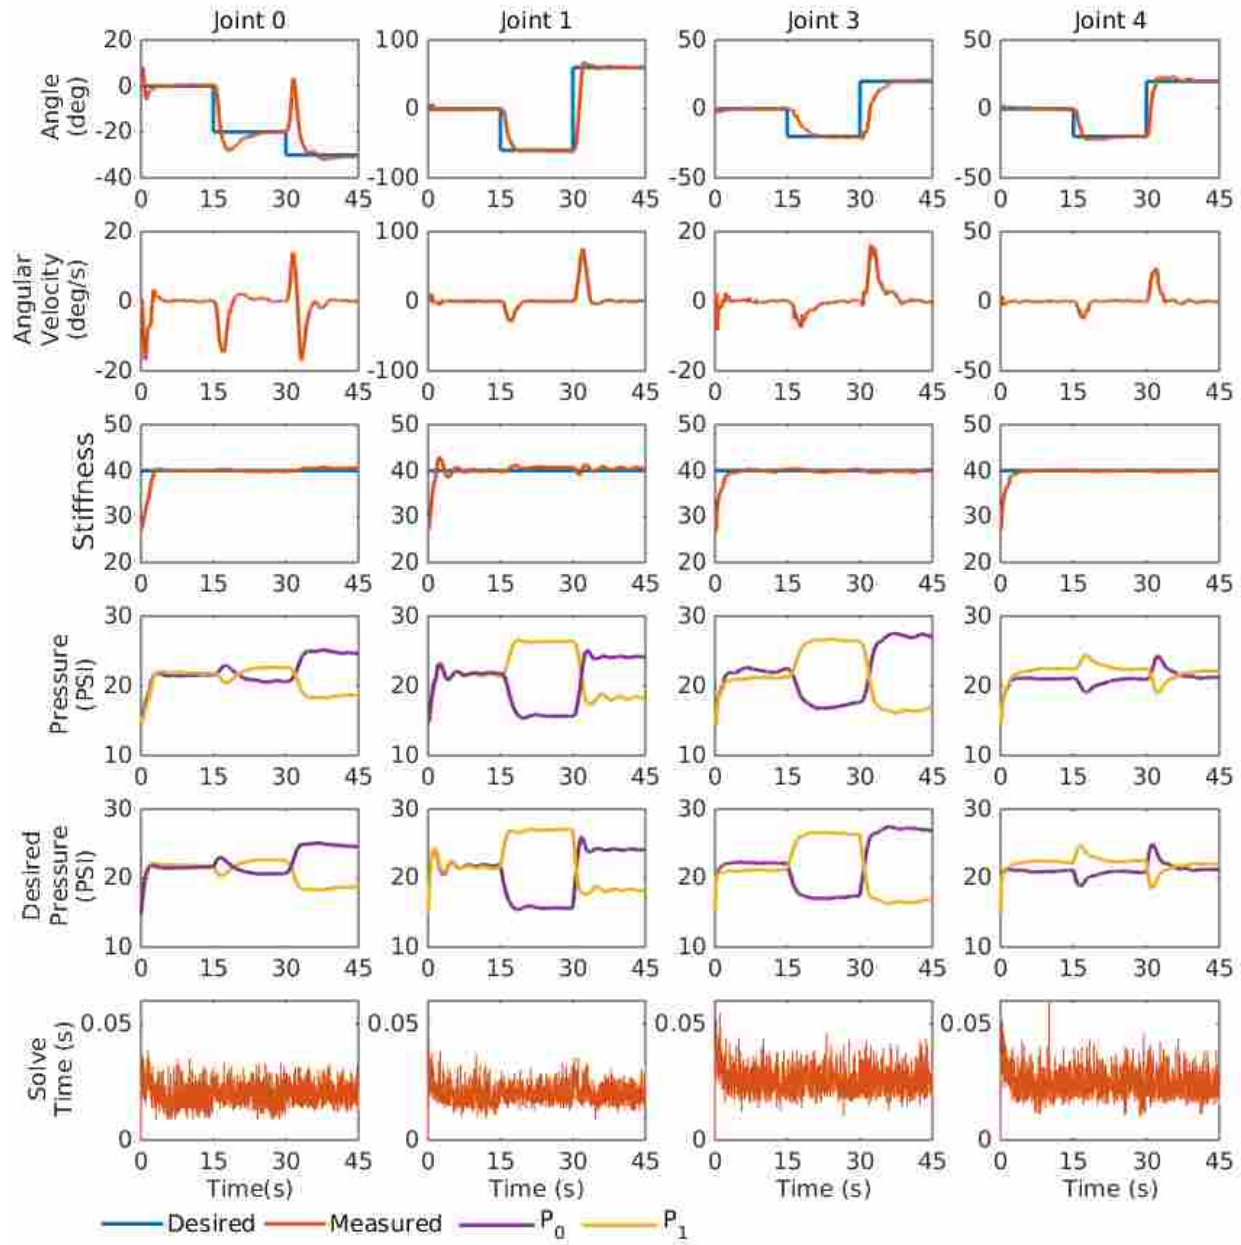 Joint 0 Joint 1 Joint 3 Joint 4
20 100 50 50
0 0 0 0
-20
-40 -100 -50 -50
Angle
(deg)
0 15 30 45 0 15 30 45 0 15 30 45 0 15 30 45
20 100 20 50
0 0 0 0
-20 -100 -20 -50
Angular
Velocity
(deg/s)
0 15 30 45 0 15 30 45 0 15 30 45 0 15 30 45
50 50 50 50
40 40 40 40
30 30 30 30
20 20 20 20
Stiffness
0 15 30 45 0 15 30 45 0 15 30 45 0 15 30 45
30 30 30 30
20 20 20 20
10 10 10 10
Pressure
(PSI)
0 15 30 45 0 15 30 45 0 15 30 45 0 15 30 45
30 30 30 30
20 20 20 20
10 10 10 10
Desired
Pressure
(PSI)
0 15 30 45 0 15 30 45 0 15 30 45 0 15 30 45
0.05 0.05 0.05 0.05
0 0 0 0
Solve
Time (s)
0 15 30 45 0 15 30 45 0 15 30 45 0 15 30 45
Time(s) Time (s) Time (s) Time (s)
Desired Measured P0 P1